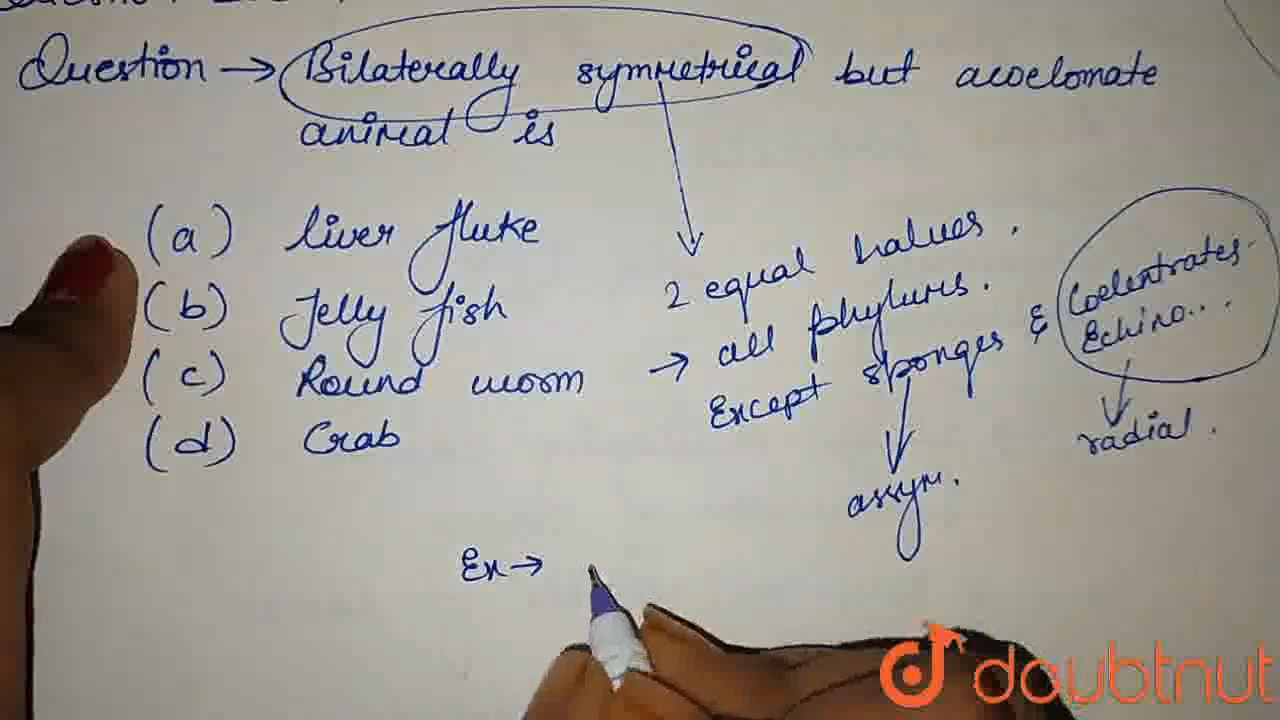 Question → Bilaterally symmetrical but acoelomate
animal is
(a) liver fluke
(b) Jelly fish
(c) Round worm
(d) Crab
2 equal halves.
→ all phylums.
Except sponges & Coelentrates.
Echino...
radial.
assym.
Ex →
doubtnut